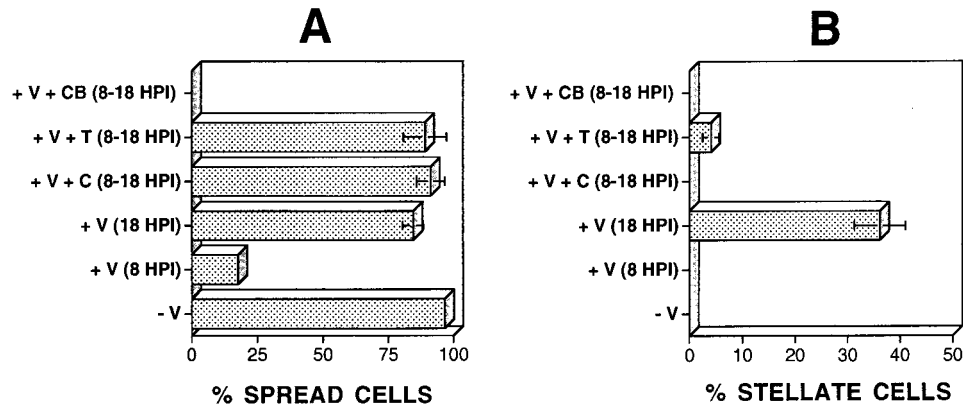 A
+ V + CB (8-18 HPI)
+ V + T (8-18 HPI)
+ V + C (8-18 HPI)
+ V (18 HPI)
+ V (8 HPI)
- V
0 25 50 75 100
% SPREAD CELLS
B
+ V + CB (8-18 HPI)
+ V + T (8-18 HPI)
+ V + C (8-18 HPI)
+ V (18 HPI)
+ V (8 HPI)
- V
0 10 20 30 40 50
% STELLATE CELLS